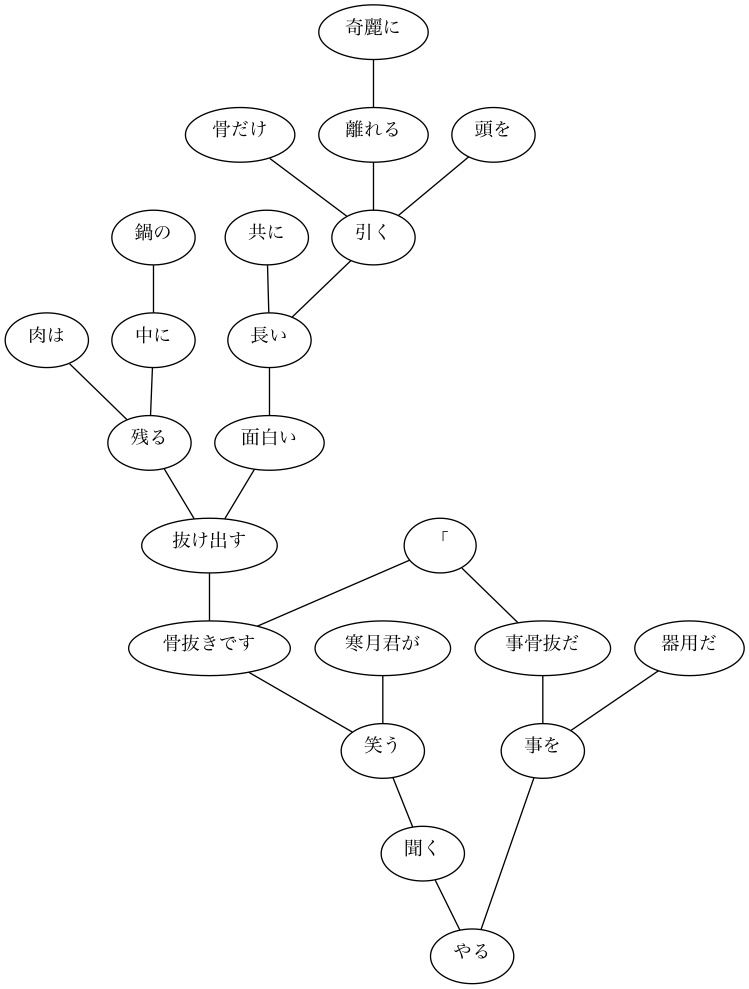 奇麗に
骨だけ 離れる 頭を
鍋の 共に 引く
肉は 中に 長い
残る 面白い
抜け出す 「
骨抜きです 寒月君が 事骨抜だ 器用だ
笑う 事を
聞く
やる